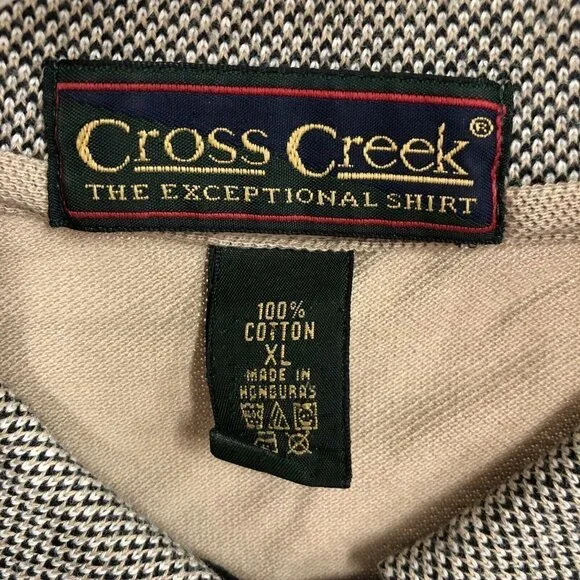 Cross Creek®
THE EXCEPTIONAL SHIRT
100%
COTTON
XL
MADE IN
HONDURAS